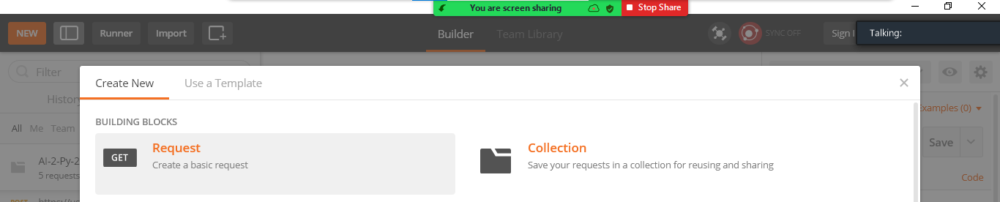 You are screen sharing
Stop Share
NEW
Runner
Import
Builder
Team Library
SYNC OFF
Sign I
Talking:
Filter
Create New
Use a Template
History
Examples (0)
BUILDING BLOCKS
All Me Team
GET
Request
Create a basic request
Collection
Save your requests in a collection for reusing and sharing
Save
AI-2-Py-2
5 requests
Code